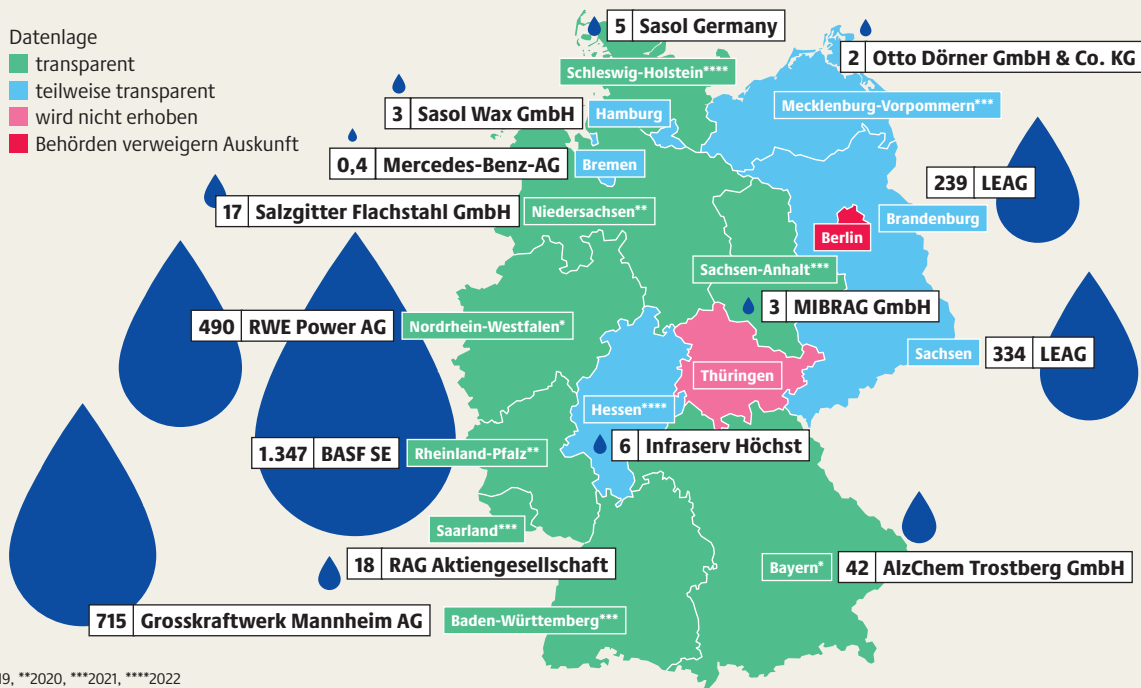 Datenlage
transparent
teilweise transparent
wird nicht erhoben
Behörden verweigern Auskunft
5 Sasol Germany
Schleswig-Holstein****
2 Otto Dörner GmbH & Co. KG
Mecklenburg-Vorpommern***
3 Sasol Wax GmbH
Hamburg
0,4 Mercedes-Benz-AG
Bremen
239 LEAG
Brandenburg
Berlin
17 Salzgitter Flachstahl GmbH
Niedersachsen**
Sachsen-Anhalt***
3 MIBRAG GmbH
490 RWE Power AG
Nordrhein-Westfalen*
Sachsen
334 LEAG
Thüringen
Hessen****
6 Infraserv Höchst
1.347 BASF SE
Rheinland-Pfalz**
Saarland***
18 RAG Aktiengesellschaft
Bayern*
42 AlzChem Trostberg GmbH
715 Grosskraftwerk Mannheim AG
Baden-Württemberg***
19, **2020, ***2021, ****2022